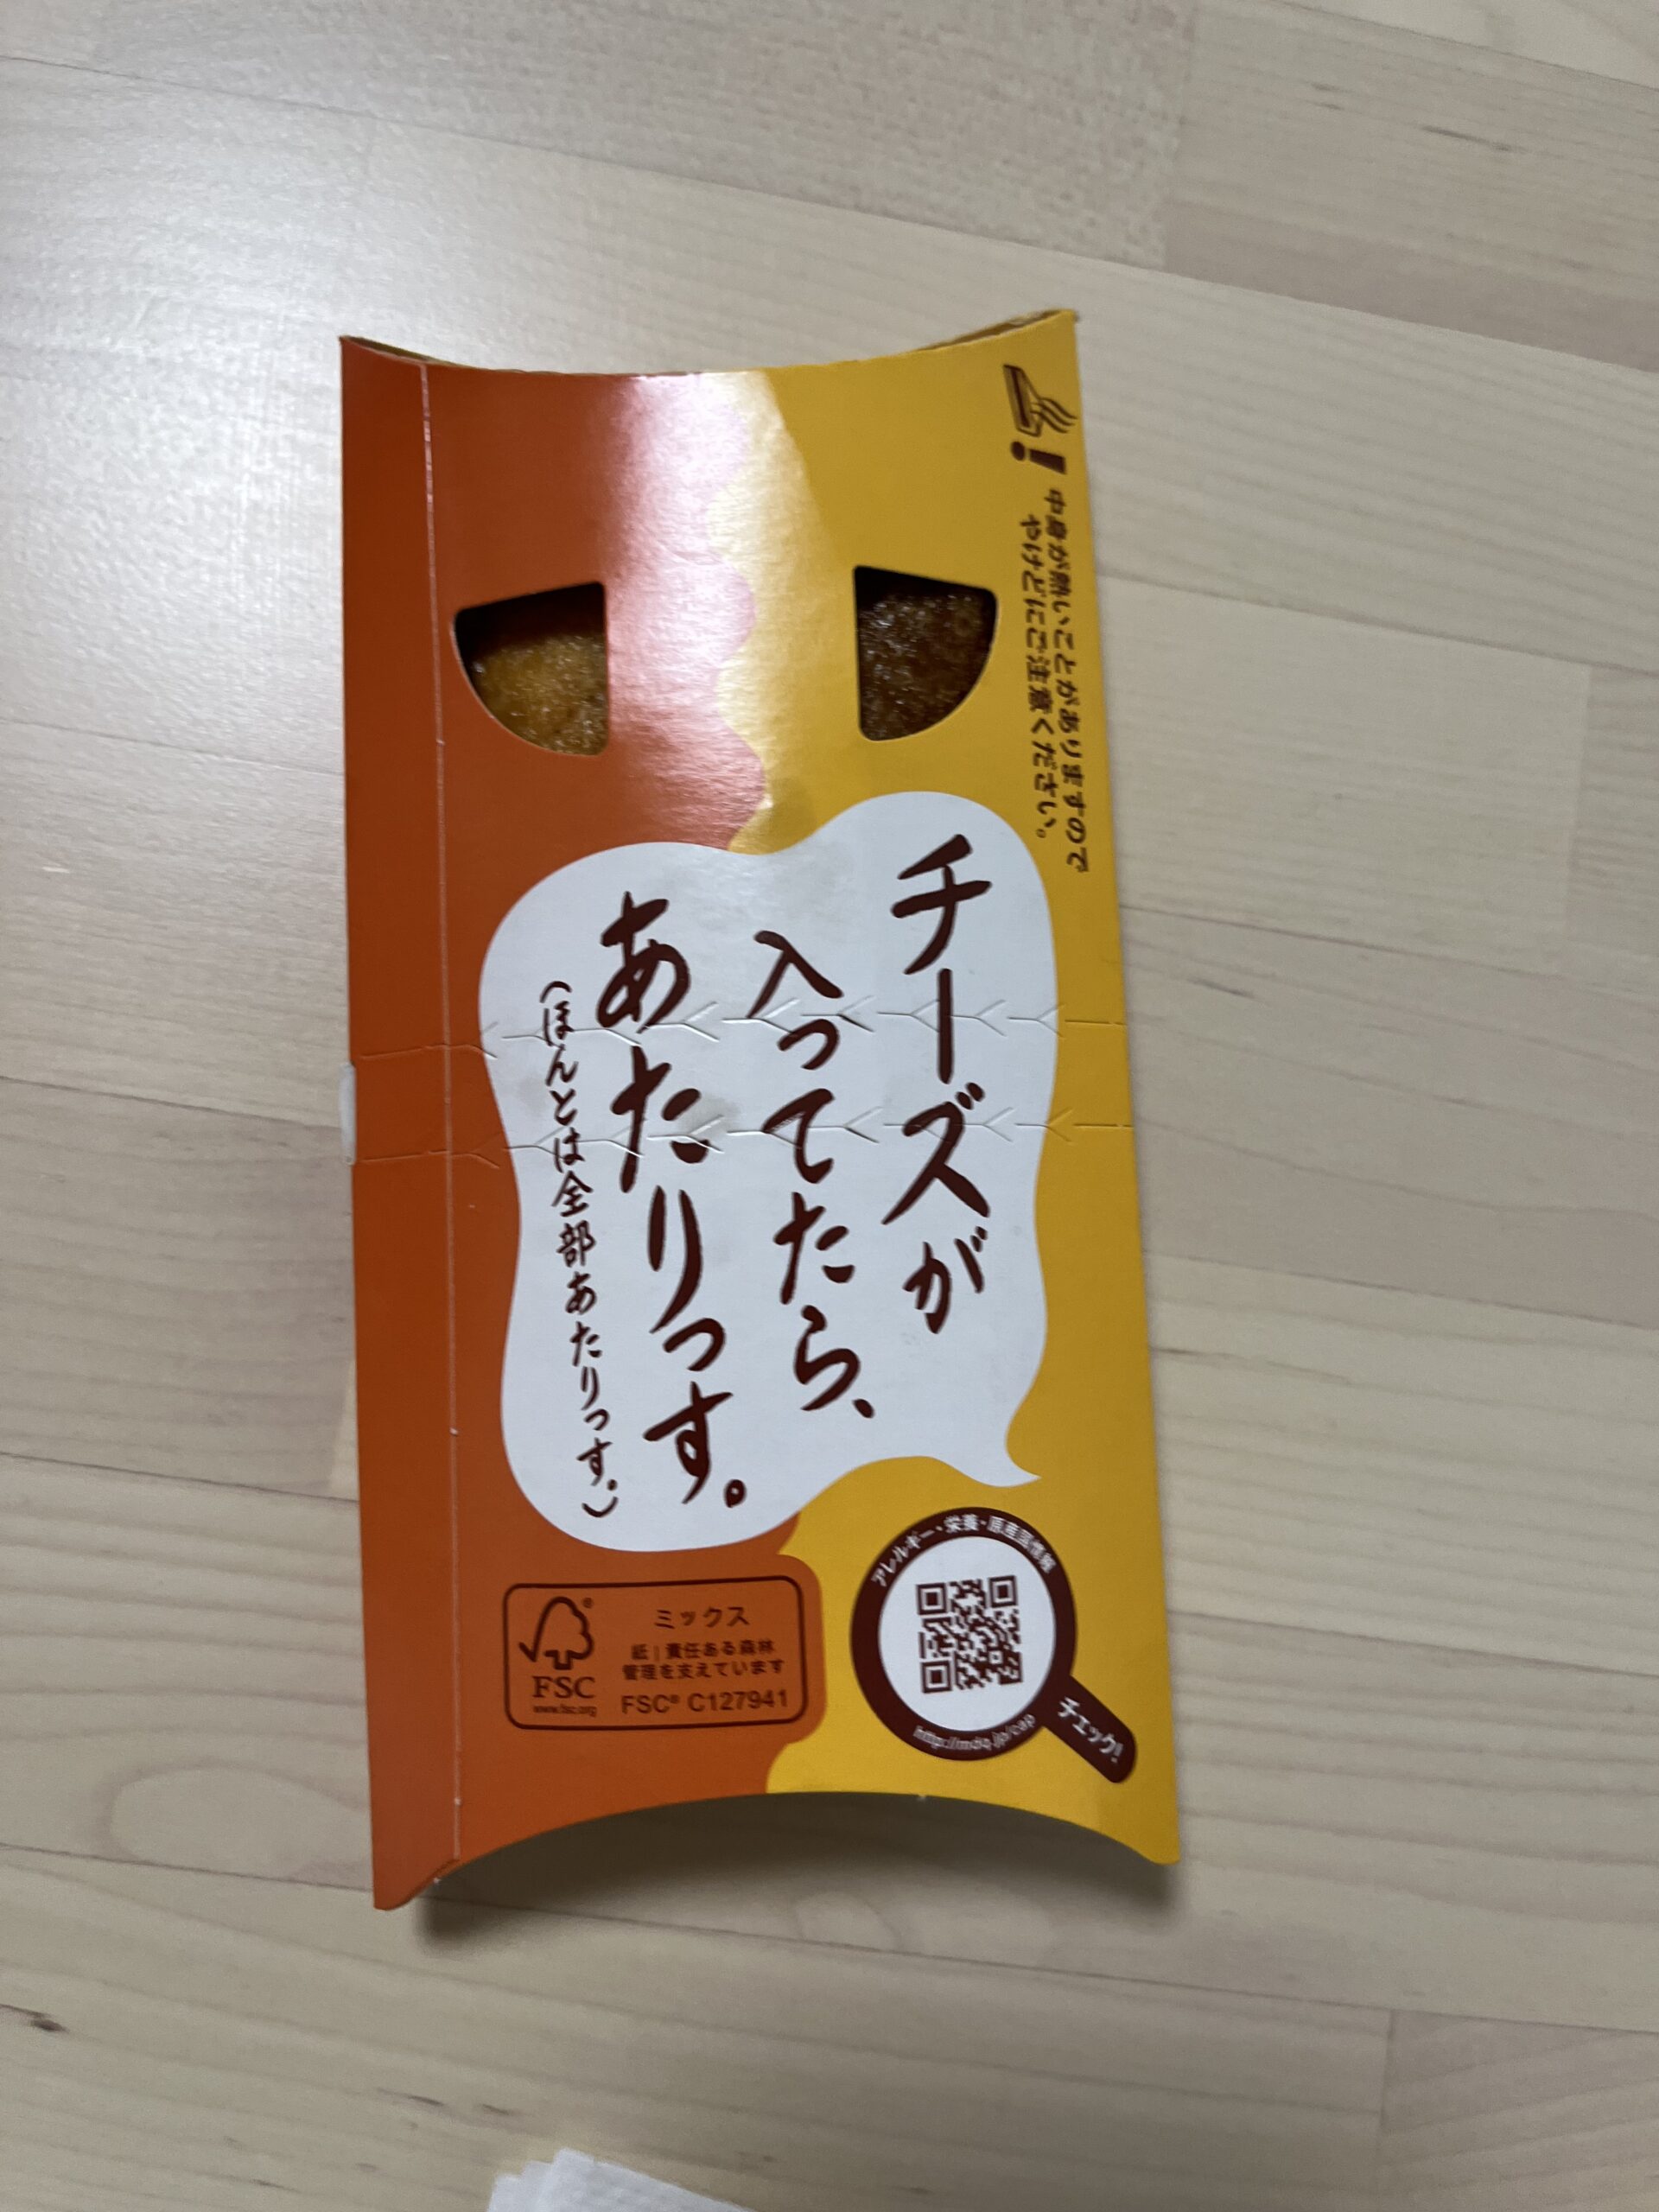 中身が熱いことがありますので
やけどにご注意ください。
チーズが
入ってたら、
あたりっす。
(ほんとは全部あたりっす。)
FSC
www.fsc.org
ミックス
紙|責任ある森林
管理を支えています
FSC® C127941
アレルギー・栄養・原産国情報
チェック!